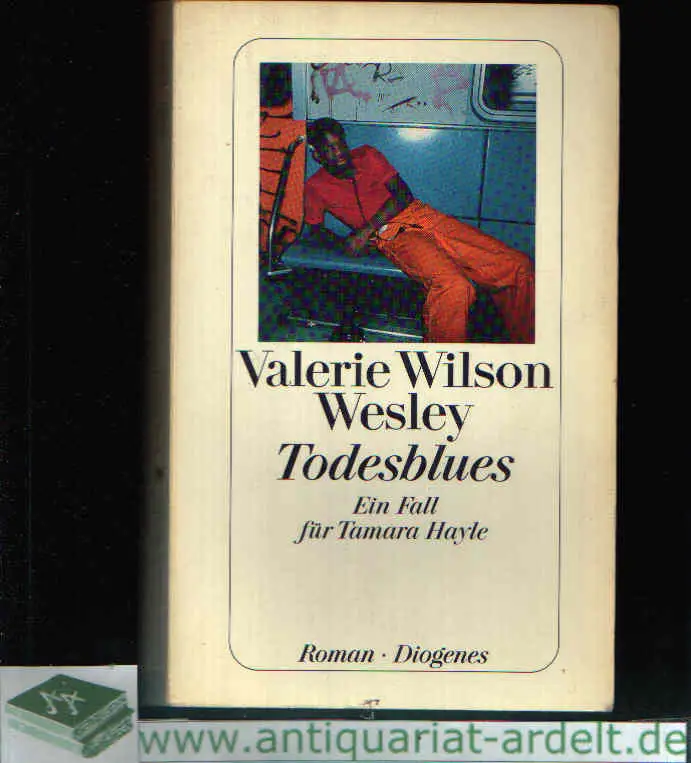 Valerie Wilson
Wesley
Todesblues
Ein Fall
für Tamara Hayle
Roman · Diogenes
www.antiquariat-ardelt.de